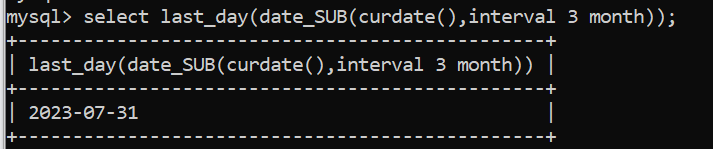 mysql> select last_day(date_SUB(curdate(),interval 3 month));
+----------------------------------------------+
| last_day(date_SUB(curdate(),interval 3 month)) |
+----------------------------------------------+
| 2023-07-31                                   |
+----------------------------------------------+